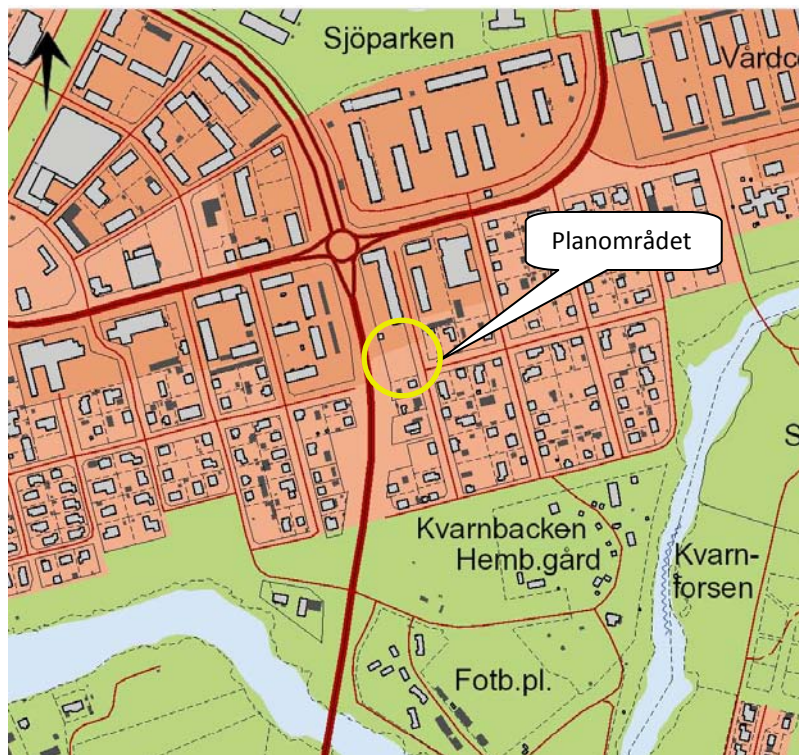 Sjöparken
Vårdc
Planområdet
S
Kvarnbacken
Hemb.gård
Kvarn-
forsen
Fotb.pl.